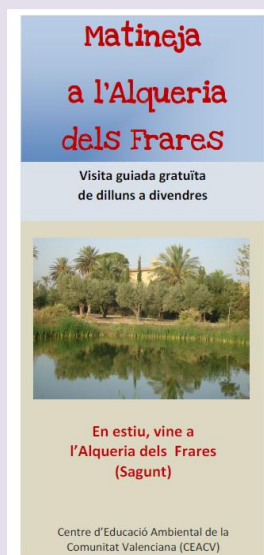 Matineja
a l'Alqueria
dels Frares
Visita guiada gratuïta
de dilluns a divendres
En estiu, vine a
l'Alqueria dels Frares
(Sagunt)
Centre d'Educació Ambiental de la
Comunitat Valenciana (CEACV)